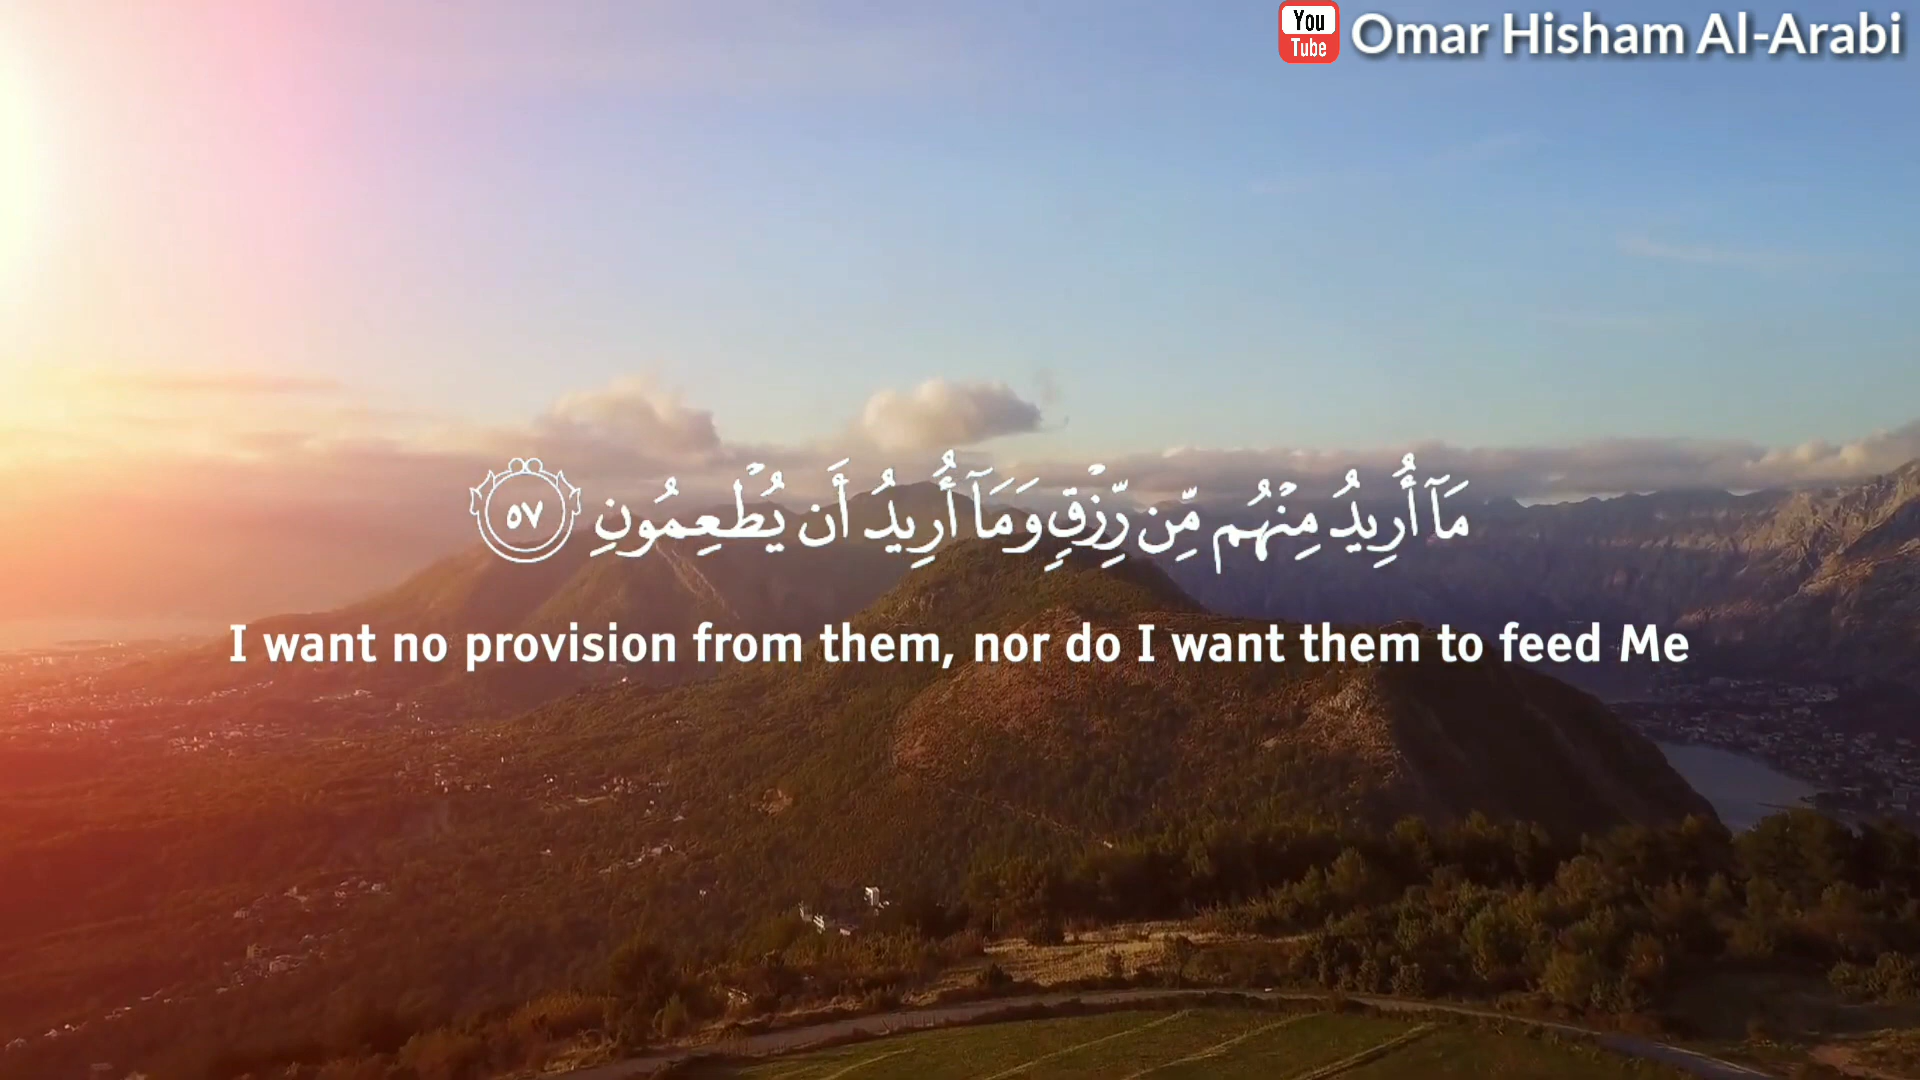 You
Tube
Omar Hisham Al-Arabi
مَآ أُرِيدُ مِنْهُم مِّن رِّزْقٍ وَمَآ أُرِيدُ أَن يُطْعِمُونِ ٥٧
I want no provision from them, nor do I want them to feed Me